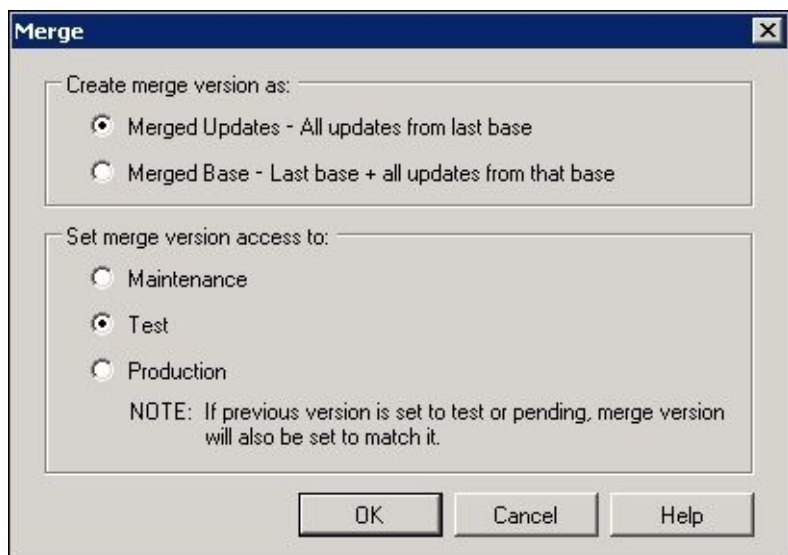 Merge
Create merge version as:
Merged Updates - All updates from last base
Merged Base - Last base + all updates from that base
Set merge version access to:
Maintenance
Test
Production
NOTE: If previous version is set to test or pending, merge version
will also be set to match it.
OK Cancel Help